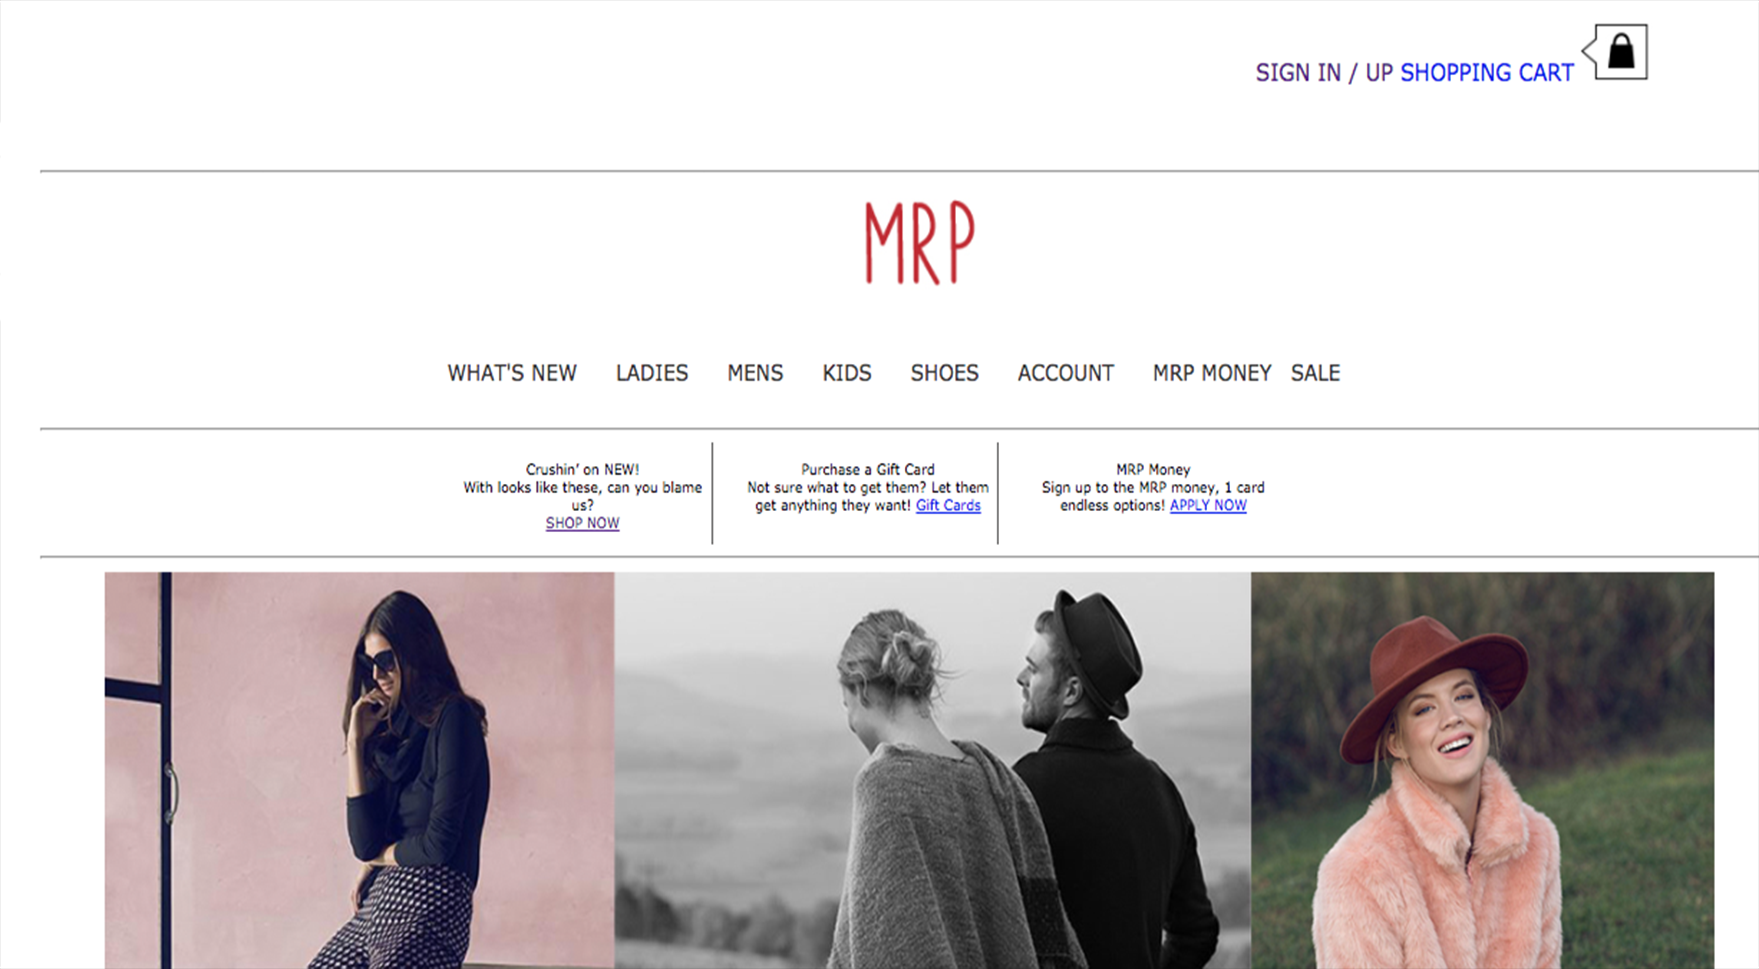 SIGN IN / UP SHOPPING CART
MRP
WHAT'S NEW LADIES MENS KIDS SHOES ACCOUNT MRP MONEY SALE
Crushin’ on NEW!
With looks like these, can you blame
us?
SHOP NOW
Purchase a Gift Card
Not sure what to get them? Let them
get anything they want! Gift Cards
MRP Money
Sign up to the MRP money, 1 card
endless options! APPLY NOW